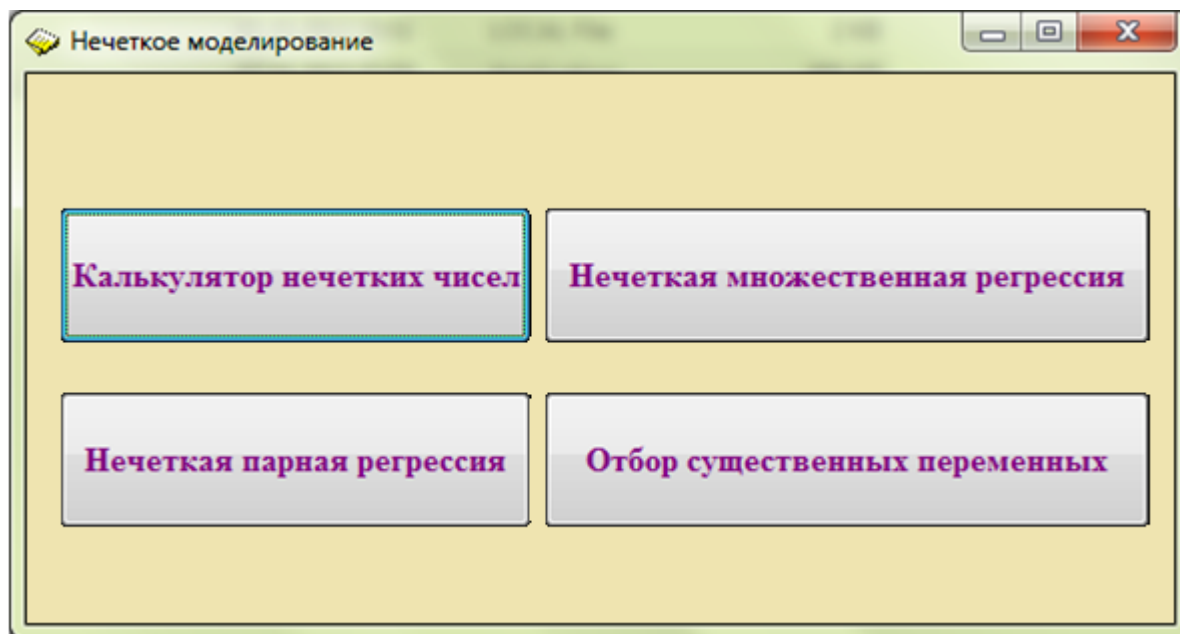 Нечеткое моделирование
Калькулятор нечетких чисел
Нечеткая множественная регрессия
Нечеткая парная регрессия
Отбор существенных переменных